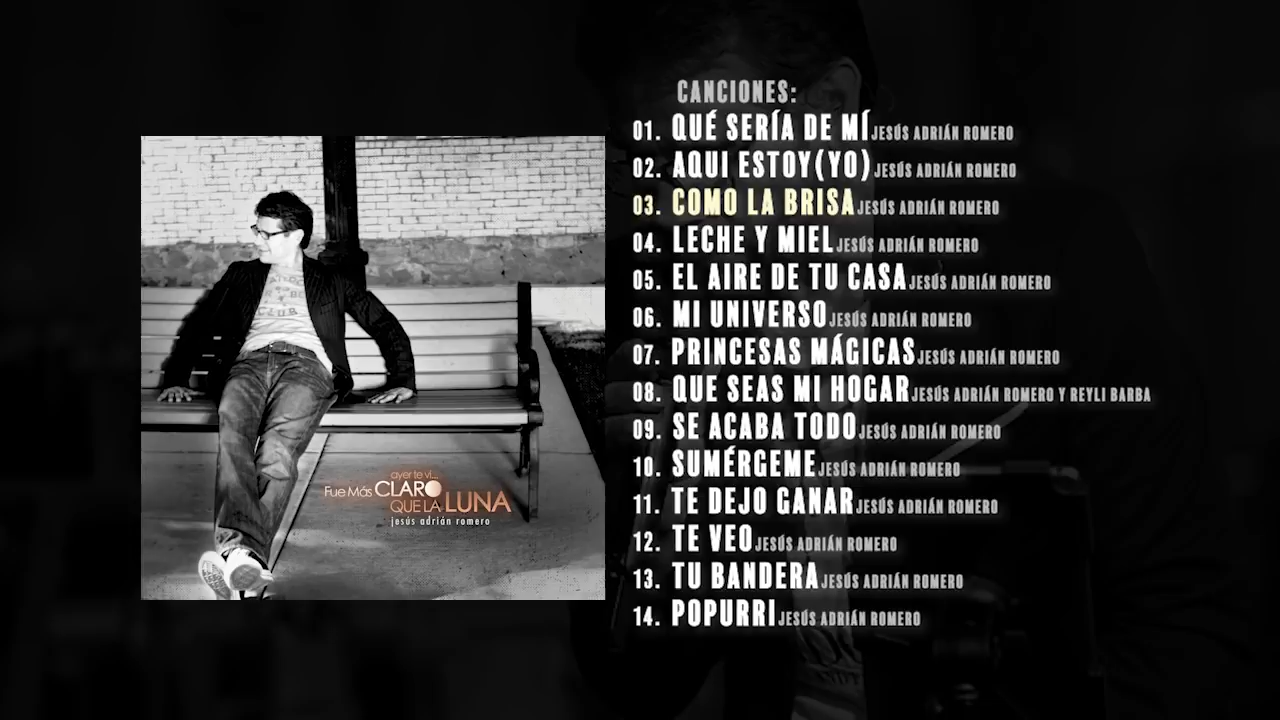 CANCIONES:
01. QUÉ SERÍA DE MÍ JESÚS ADRIÁN ROMERO
02. AQUI ESTOY(YO) JESÚS ADRIÁN ROMERO
03. COMO LA BRISA JESÚS ADRIÁN ROMERO
04. LECHE Y MIEL JESÚS ADRIÁN ROMERO
05. EL AIRE DE TU CASA JESÚS ADRIÁN ROMERO
06. MI UNIVERSO JESÚS ADRIÁN ROMERO
07. PRINCESAS MÁGICAS JESÚS ADRIÁN ROMERO
08. QUE SEAS MI HOGAR JESÚS ADRIÁN ROMERO Y REYLI BARBA
09. SE ACABA TODO JESÚS ADRIÁN ROMERO
10. SUMÉRGEME JESÚS ADRIÁN ROMERO
11. TE DEJO GANAR JESÚS ADRIÁN ROMERO
12. TE VEO JESÚS ADRIÁN ROMERO
13. TU BANDERA JESÚS ADRIÁN ROMERO
14. POPURRI JESÚS ADRIÁN ROMERO
ayer te vi...
Fue Más CLARO
QUE LA LUNA
jesús adrián romero
CLUB